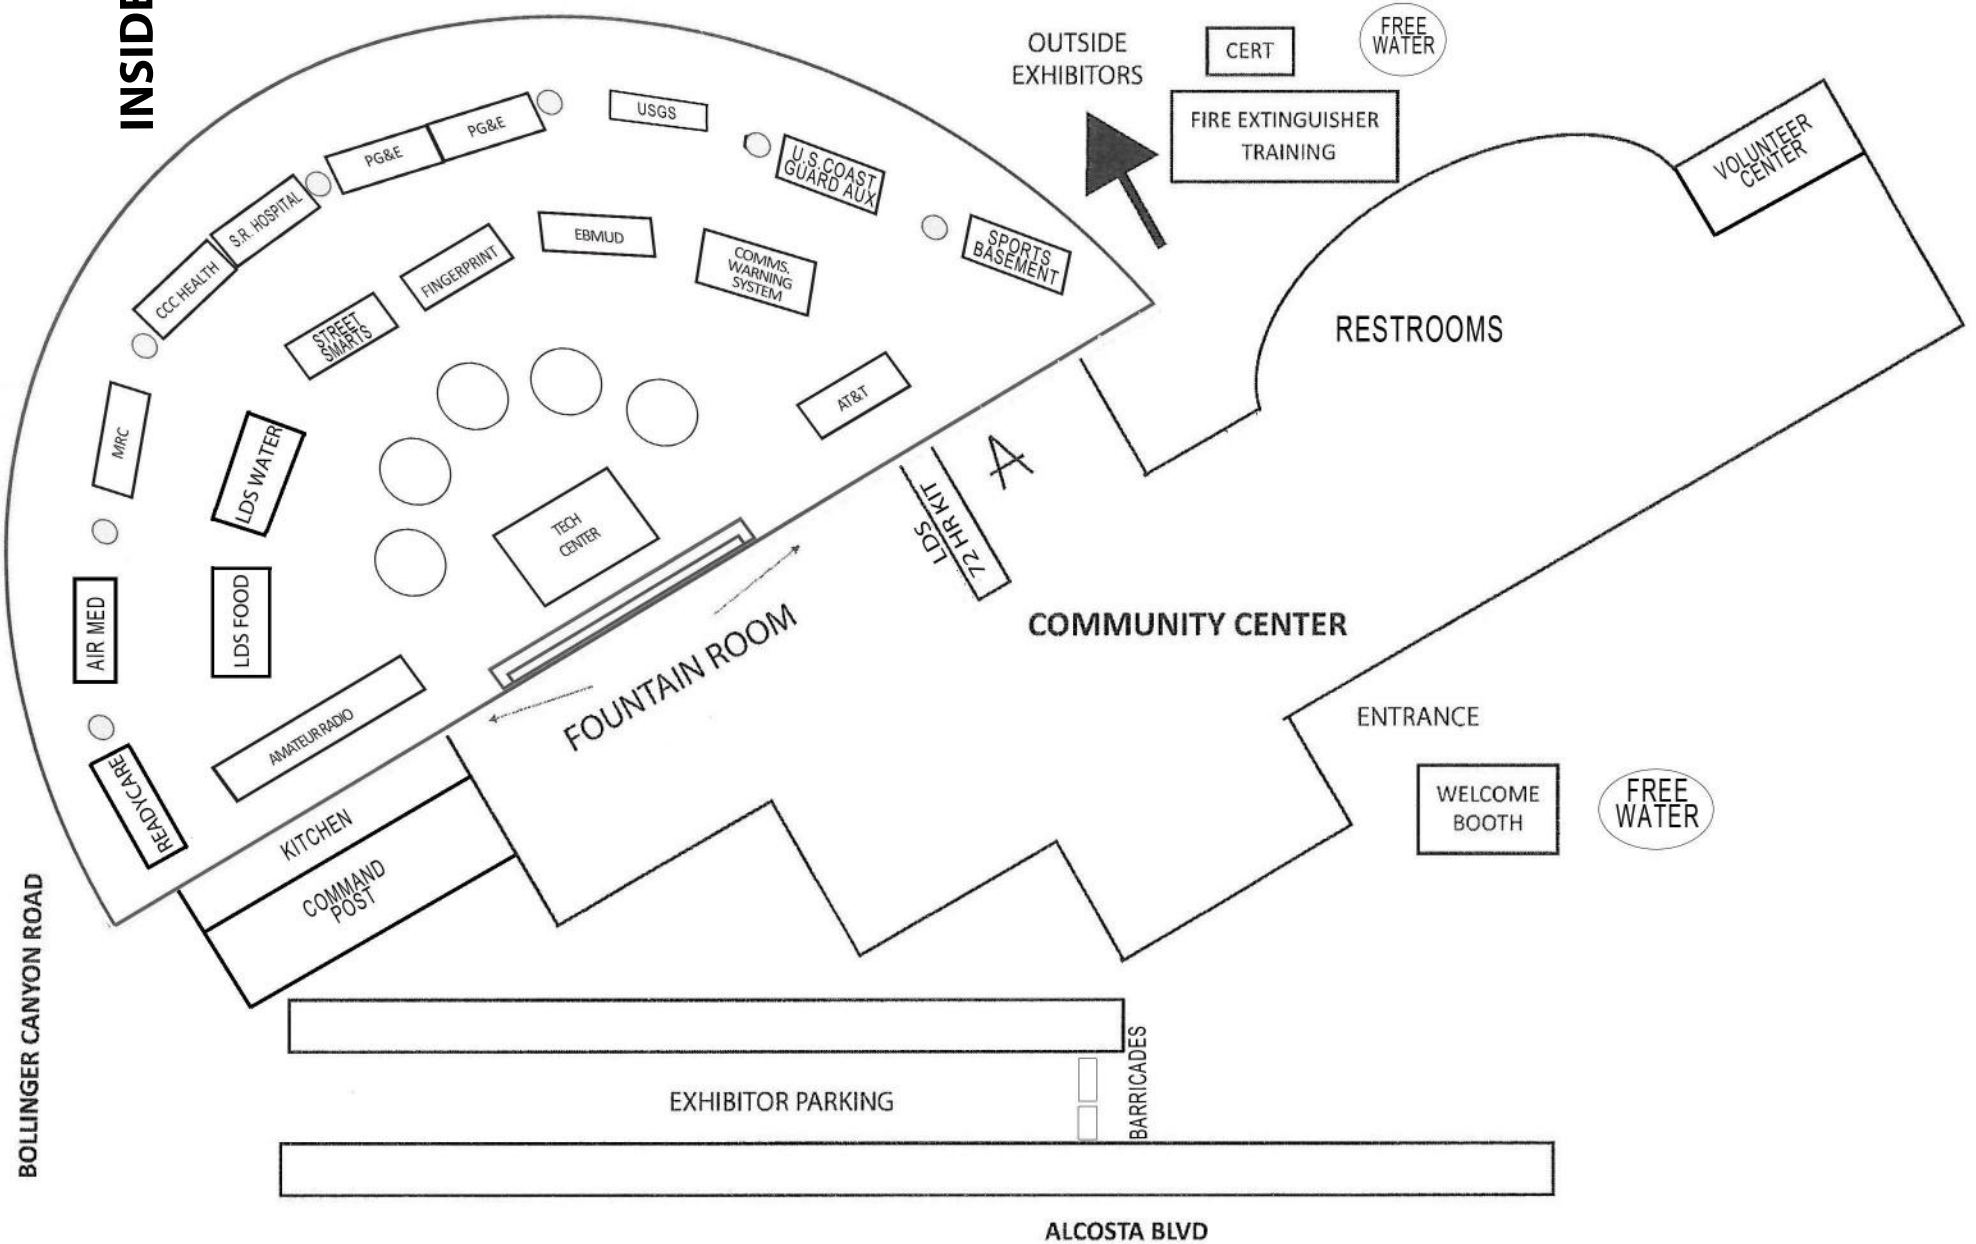 INSIDE
OUTSIDE
EXHIBITORS
CERT
FREE
WATER
FIRE EXTINGUISHER
TRAINING
VOLUNTEER
CENTER
USGS
PG&E
PG&E
U.S.COAST
GUARD AUX
S.R. HOSPITAL
CCC HEALTH
SPORTS
BASEMENT
EBMUD
FINGERPRINT
COMMS.
WARNING
SYSTEM
STREET
SMARTS
RESTROOMS
MRC
AT&T
LDS WATER
TECH
CENTER
A
LDS
72 HR KIT
AIR MED
LDS FOOD
FOUNTAIN ROOM
COMMUNITY CENTER
AMATEUR RADIO
ENTRANCE
READYCARE
KITCHEN
WELCOME
BOOTH
FREE
WATER
COMMAND
POST
BOLLINGER CANYON ROAD
EXHIBITOR PARKING
BARRICADES
ALCOSTA BLVD